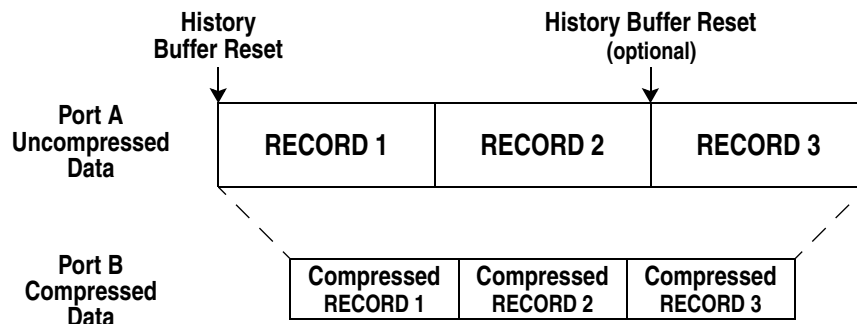 History
Buffer Reset
History Buffer Reset
(optional)
Port A
Uncompressed
Data
RECORD 1
RECORD 2
RECORD 3
Port B
Compressed
Data
Compressed
RECORD 1
Compressed
RECORD 2
Compressed
RECORD 3